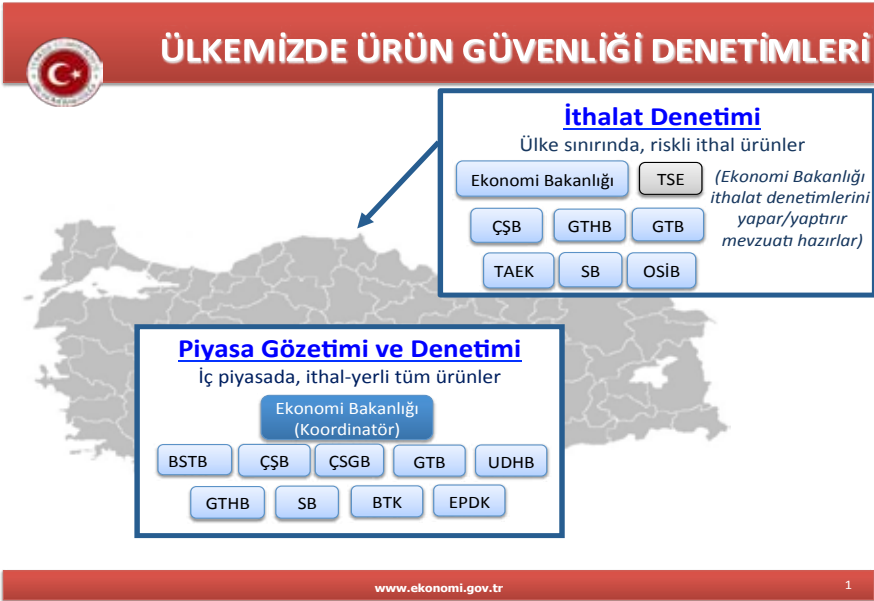 ÜLKEMİZDE ÜRÜN GÜVENLİĞİ DENETİMLERİ
İthalat Denetimi
Ülke sınırında, riskli ithal ürünler
Ekonomi Bakanlığı
TSE
(Ekonomi Bakanlığı
ithalat denetimlerini
yapar/yaptırır
mevzuatı hazırlar)
ÇŞB
GTHB
GTB
TAEK
SB
OSİB
Piyasa Gözetimi ve Denetimi
İç piyasada, ithal-yerli tüm ürünler
Ekonomi Bakanlığı
(Koordinatör)
BSTB
ÇŞB
ÇSGB
GTB
UDHB
GTHB
SB
BTK
EPDK
www.ekonomi.gov.tr
1